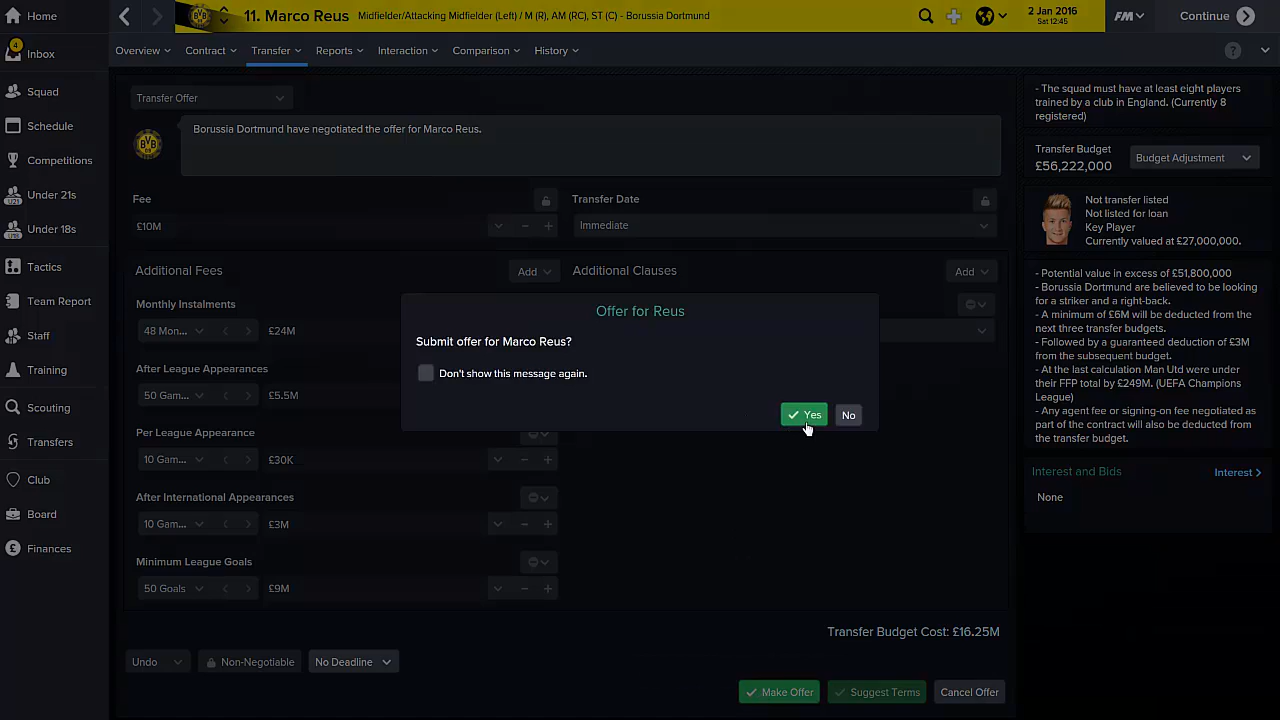 Home
11. Marco Reus
Midfielder/Attacking Midfielder (Left) / M (R), AM (RC), ST (C) - Borussia Dortmund
2 Jan 2016
Sat 12:45
FM
Continue
4
Inbox
Overview
Contract
Transfer
Reports
Interaction
Comparison
History
?
Squad
Schedule
Competitions
Under 21s
Under 18s
Tactics
Team Report
Staff
Training
Scouting
Transfers
Club
Board
Finances
Transfer Offer
BVB
09
Borussia Dortmund have negotiated the offer for Marco Reus.
Fee
£10M
Transfer Date
Immediate
Additional Fees
Add
Additional Clauses
Add
Monthly Instalments
48 Mon...
£24M
After League Appearances
50 Gam...
£5.5M
Per League Appearance
10 Gam...
£30K
After International Appearances
10 Gam...
£3M
Minimum League Goals
50 Goals
£9M
Offer for Reus
Submit offer for Marco Reus?
Don't show this message again.
Yes
No
Transfer Budget Cost: £16.25M
Undo
Non-Negotiable
No Deadline
Make Offer
Suggest Terms
Cancel Offer
- The squad must have at least eight players
trained by a club in England. (Currently 8
registered)
Transfer Budget
£56,222,000
Budget Adjustment
Not transfer listed
Not listed for loan
Key Player
Currently valued at £27,000,000.
- Potential value in excess of £51,800,000
- Borussia Dortmund are believed to be looking
for a striker and a right-back.
- A minimum of £6M will be deducted from the
next three transfer budgets.
- Followed by a guaranteed deduction of £3M
from the subsequent budget.
- At the last calculation Man Utd were under
their FFP total by £249M. (UEFA Champions
League)
- Any agent fee or signing-on fee negotiated as
part of the contract will also be deducted from
the transfer budget.
Interest and Bids
Interest >
None